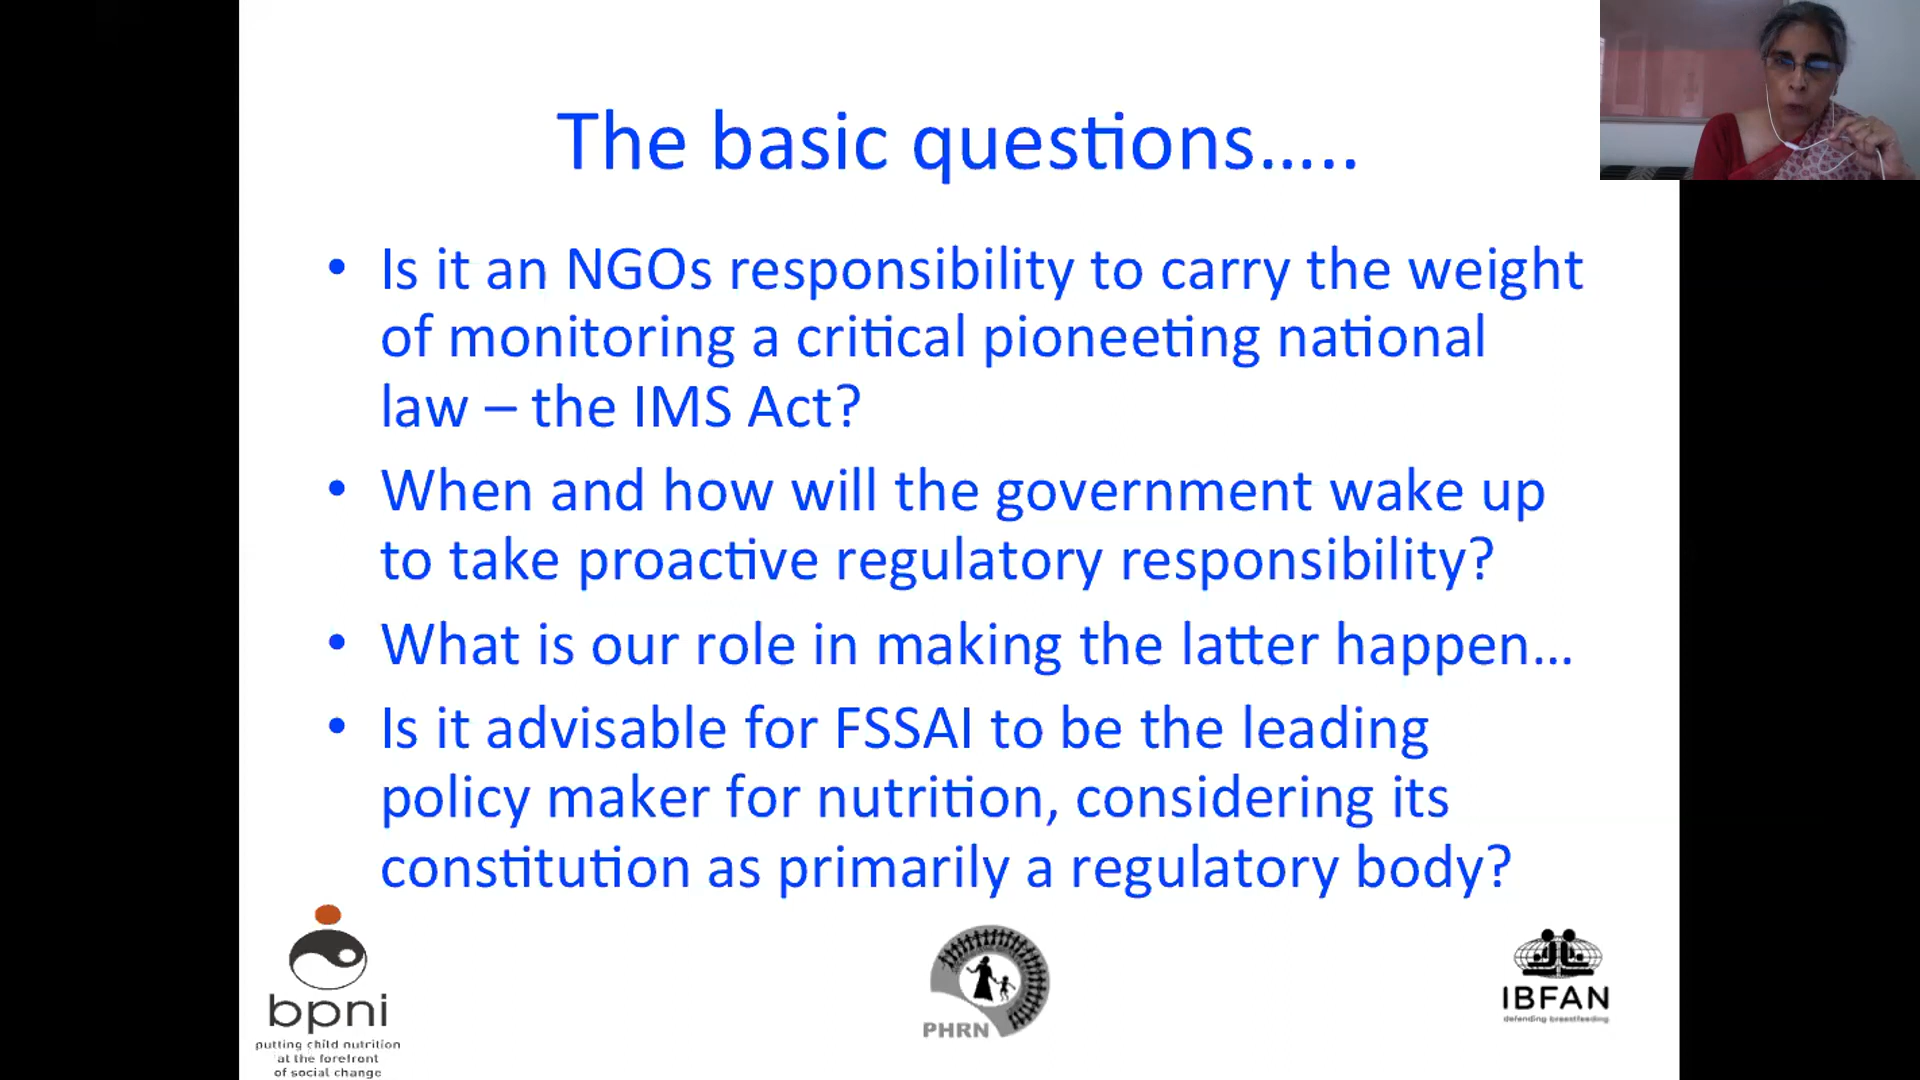 The basic questions.....
• Is it an NGOs responsibility to carry the weight
of monitoring a critical pioneeting national
law – the IMS Act?
• When and how will the government wake up
to take proactive regulatory responsibility?
• What is our role in making the latter happen...
• Is it advisable for FSSAI to be the leading
policy maker for nutrition, considering its
constitution as primarily a regulatory body?
bpni
putting child nutrition
at the forefront
of social change
PHRN
IBFAN
defending breastfeeding